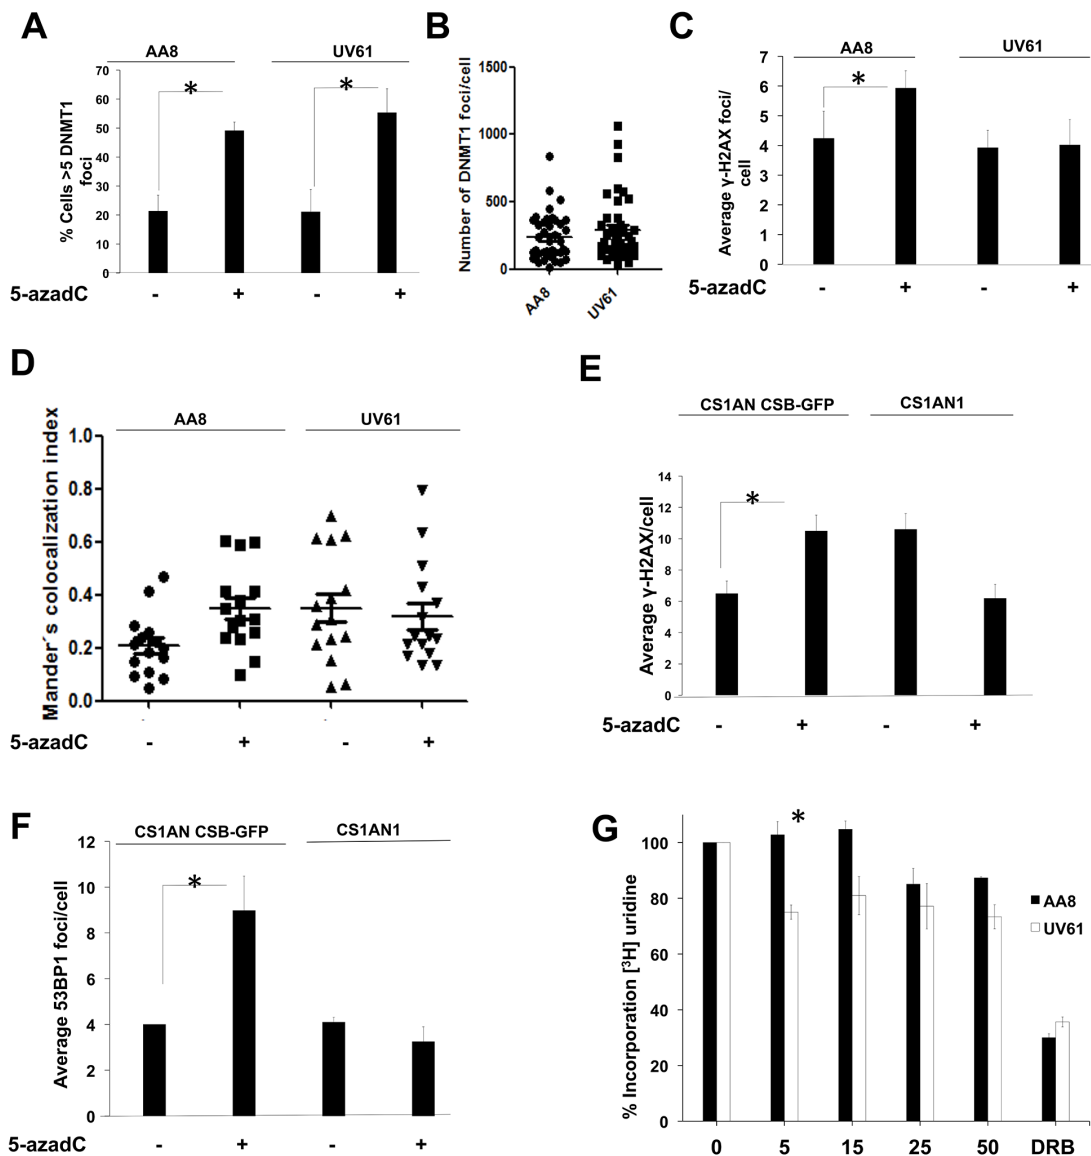 A
AA8
UV61
% Cells >5 DNMT1
foci
70
60
50
40
30
20
10
0
*
*
5-azadC - + - +
B
Number of DNMT1 foci/cell
1500
1000
500
0
AA8
UV61
C
AA8
UV61
Average γ-H2AX foci/
cell
7
6
5
4
3
2
1
0
*
5-azadC - + - +
D
AA8
UV61
Mander´s colocalization index
1.0
0.8
0.6
0.4
0.2
0.0
5-azadC - + - +
E
CS1AN CSB-GFP
CS1AN1
Average γ-H2AX/cell
14
12
10
8
6
4
2
0
*
5-azadC - + - +
F
CS1AN CSB-GFP
CS1AN1
Average 53BP1 foci/cell
12
10
8
6
4
2
0
*
5-azadC - + - +
G
% Incorporation [³H] uridine
100
80
60
40
20
0
*
AA8
UV61
0 5 15 25 50 DRB